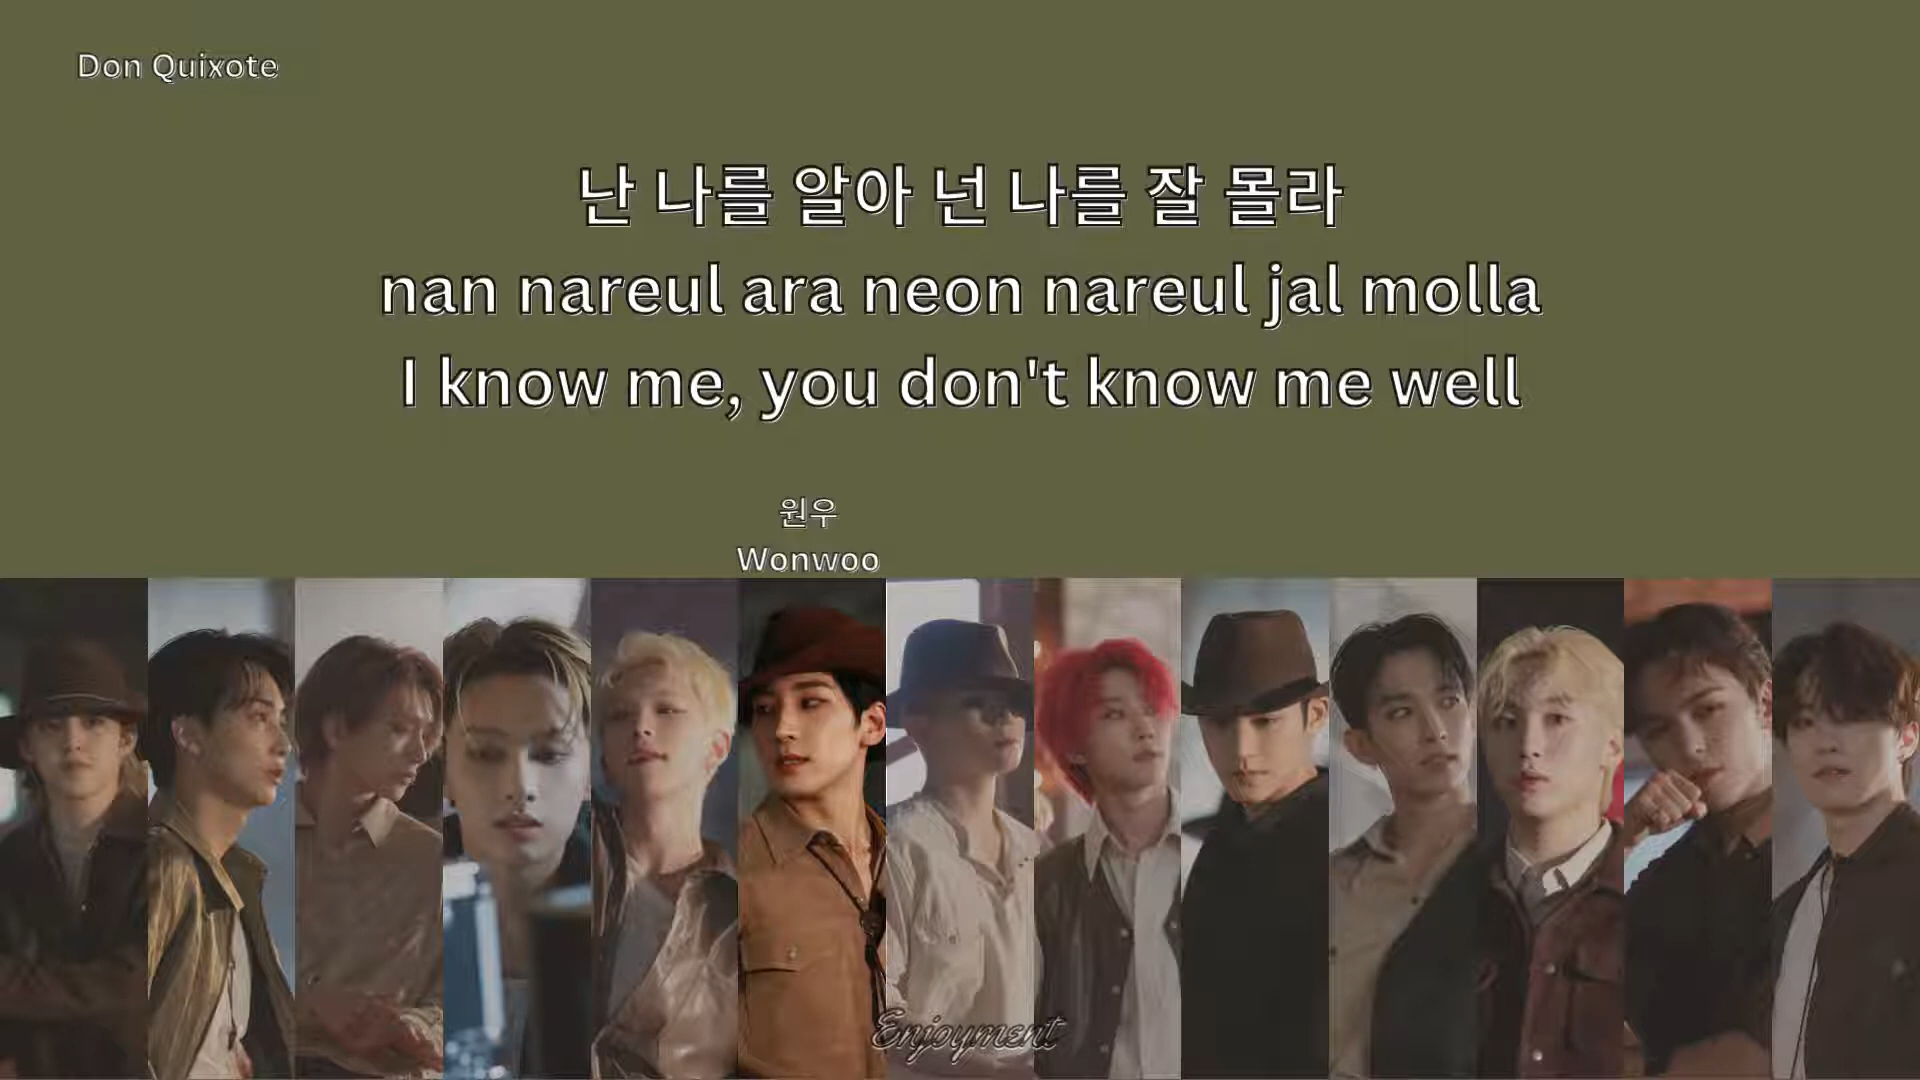 Don Quixote
난 나를 알아 넌 나를 잘 몰라
nan nareul ara neon nareul jal molla
I know me, you don't know me well
원우
Wonwoo
Enjoyment